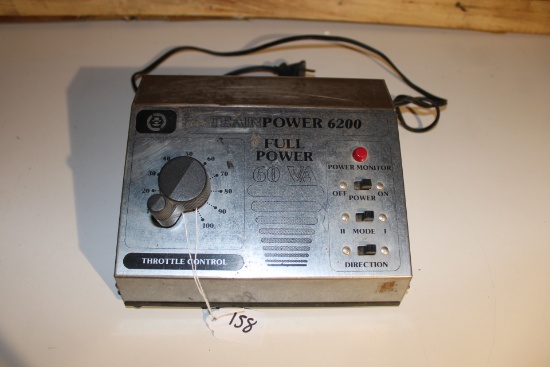 TRAINPOWER 6200
FULL
POWER
60 VA
POWER MONITOR
OFF ON
POWER
II MODE I
DIRECTION
20
30
40
50
60
70
80
90
100
THROTTLE CONTROL
158